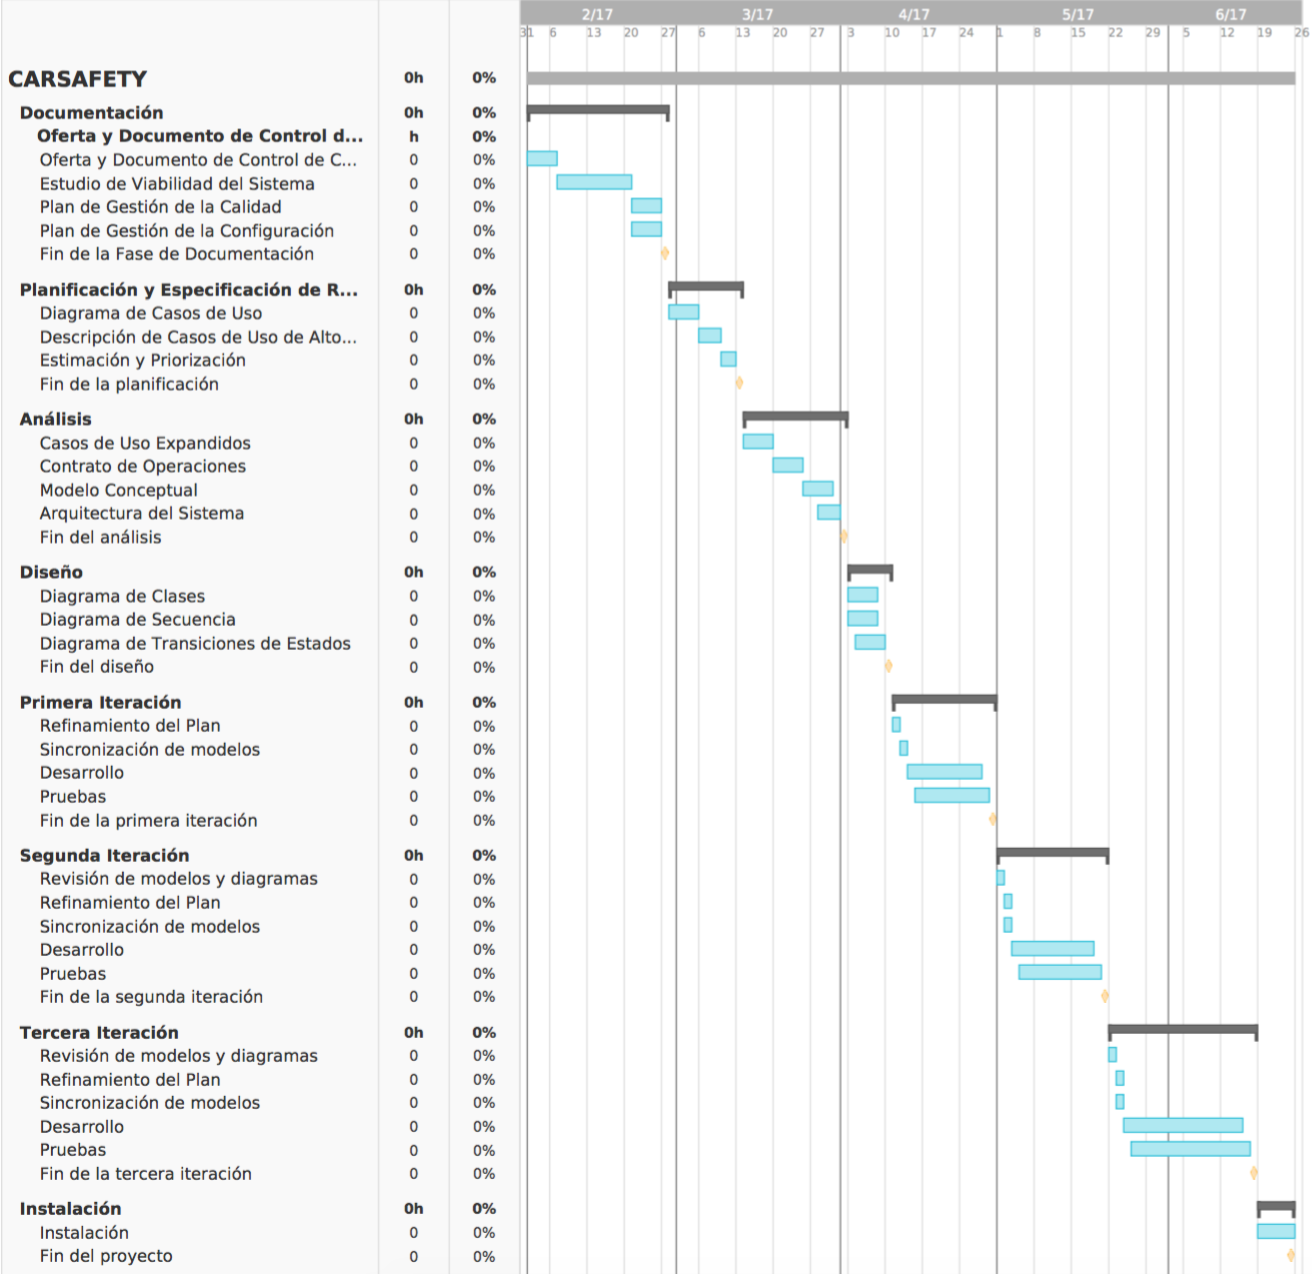 2/17 3/17 4/17 5/17 6/17
31 6 13 20 27 6 13 20 27 3 10 17 24 1 8 15 22 29 5 12 19 26
CARSAFETY 0h 0%
Documentación 0h 0%
Oferta y Documento de Control d... h 0%
Oferta y Documento de Control de C... 0 0%
Estudio de Viabilidad del Sistema 0 0%
Plan de Gestión de la Calidad 0 0%
Plan de Gestión de la Configuración 0 0%
Fin de la Fase de Documentación 0 0%
Planificación y Especificación de R... 0h 0%
Diagrama de Casos de Uso 0 0%
Descripción de Casos de Uso de Alto... 0 0%
Estimación y Priorización 0 0%
Fin de la planificación 0 0%
Análisis 0h 0%
Casos de Uso Expandidos 0 0%
Contrato de Operaciones 0 0%
Modelo Conceptual 0 0%
Arquitectura del Sistema 0 0%
Fin del análisis 0 0%
Diseño 0h 0%
Diagrama de Clases 0 0%
Diagrama de Secuencia 0 0%
Diagrama de Transiciones de Estados 0 0%
Fin del diseño 0 0%
Primera Iteración 0h 0%
Refinamiento del Plan 0 0%
Sincronización de modelos 0 0%
Desarrollo 0 0%
Pruebas 0 0%
Fin de la primera iteración 0 0%
Segunda Iteración 0h 0%
Revisión de modelos y diagramas 0 0%
Refinamiento del Plan 0 0%
Sincronización de modelos 0 0%
Desarrollo 0 0%
Pruebas 0 0%
Fin de la segunda iteración 0 0%
Tercera Iteración 0h 0%
Revisión de modelos y diagramas 0 0%
Refinamiento del Plan 0 0%
Sincronización de modelos 0 0%
Desarrollo 0 0%
Pruebas 0 0%
Fin de la tercera iteración 0 0%
Instalación 0h 0%
Instalación 0 0%
Fin del proyecto 0 0%